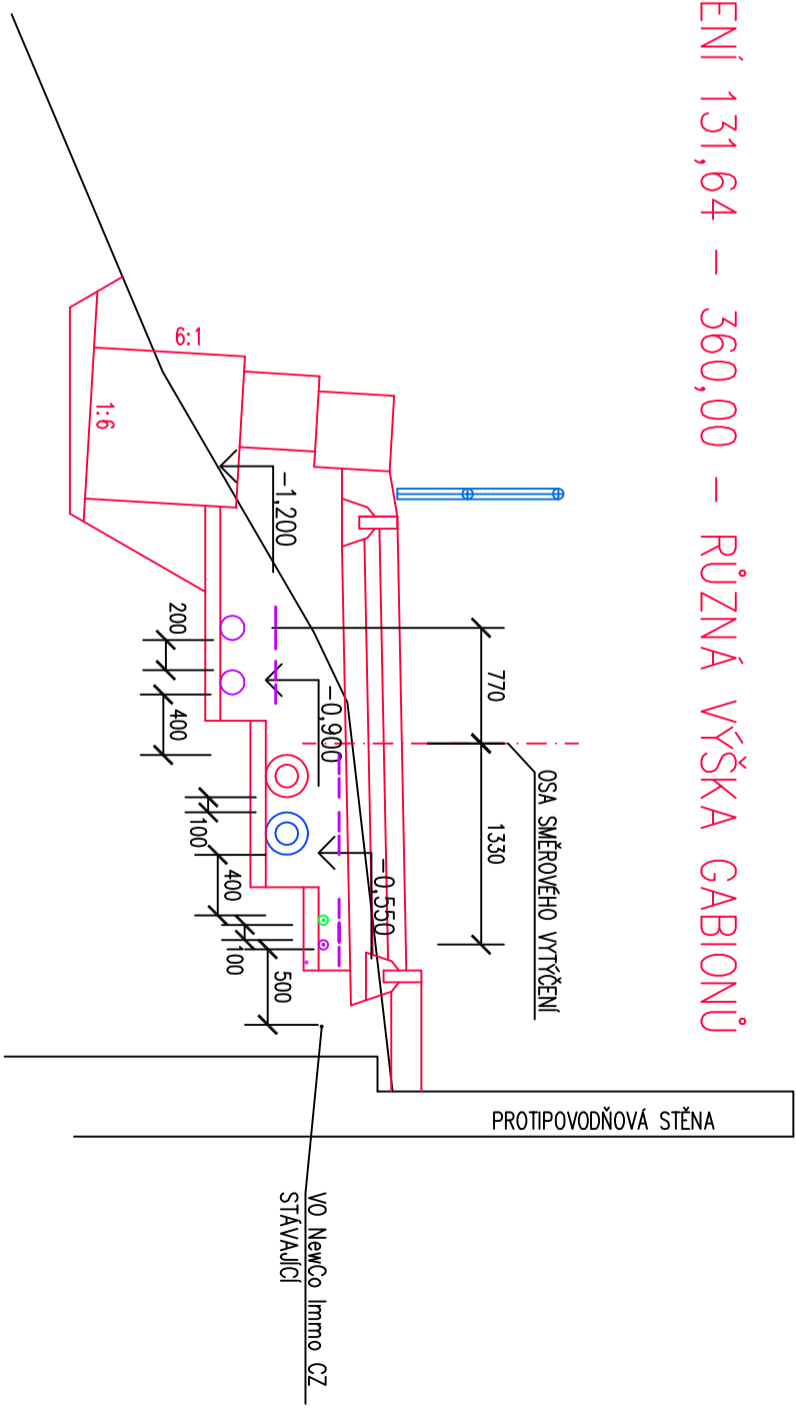 ENÍ 131,64 - 360,00 - RŮZNÁ VÝŠKA GABIONŮ
6:1
1:6
-1,200
-0,900
-0,550
770
1330
OSA SMĚROVÉHO VYTÝČENÍ
200
400
100
400
100
500
PROTIPOVODŇOVÁ STĚNA
VO NewCo Immo CZ
STÁVAJÍCÍ